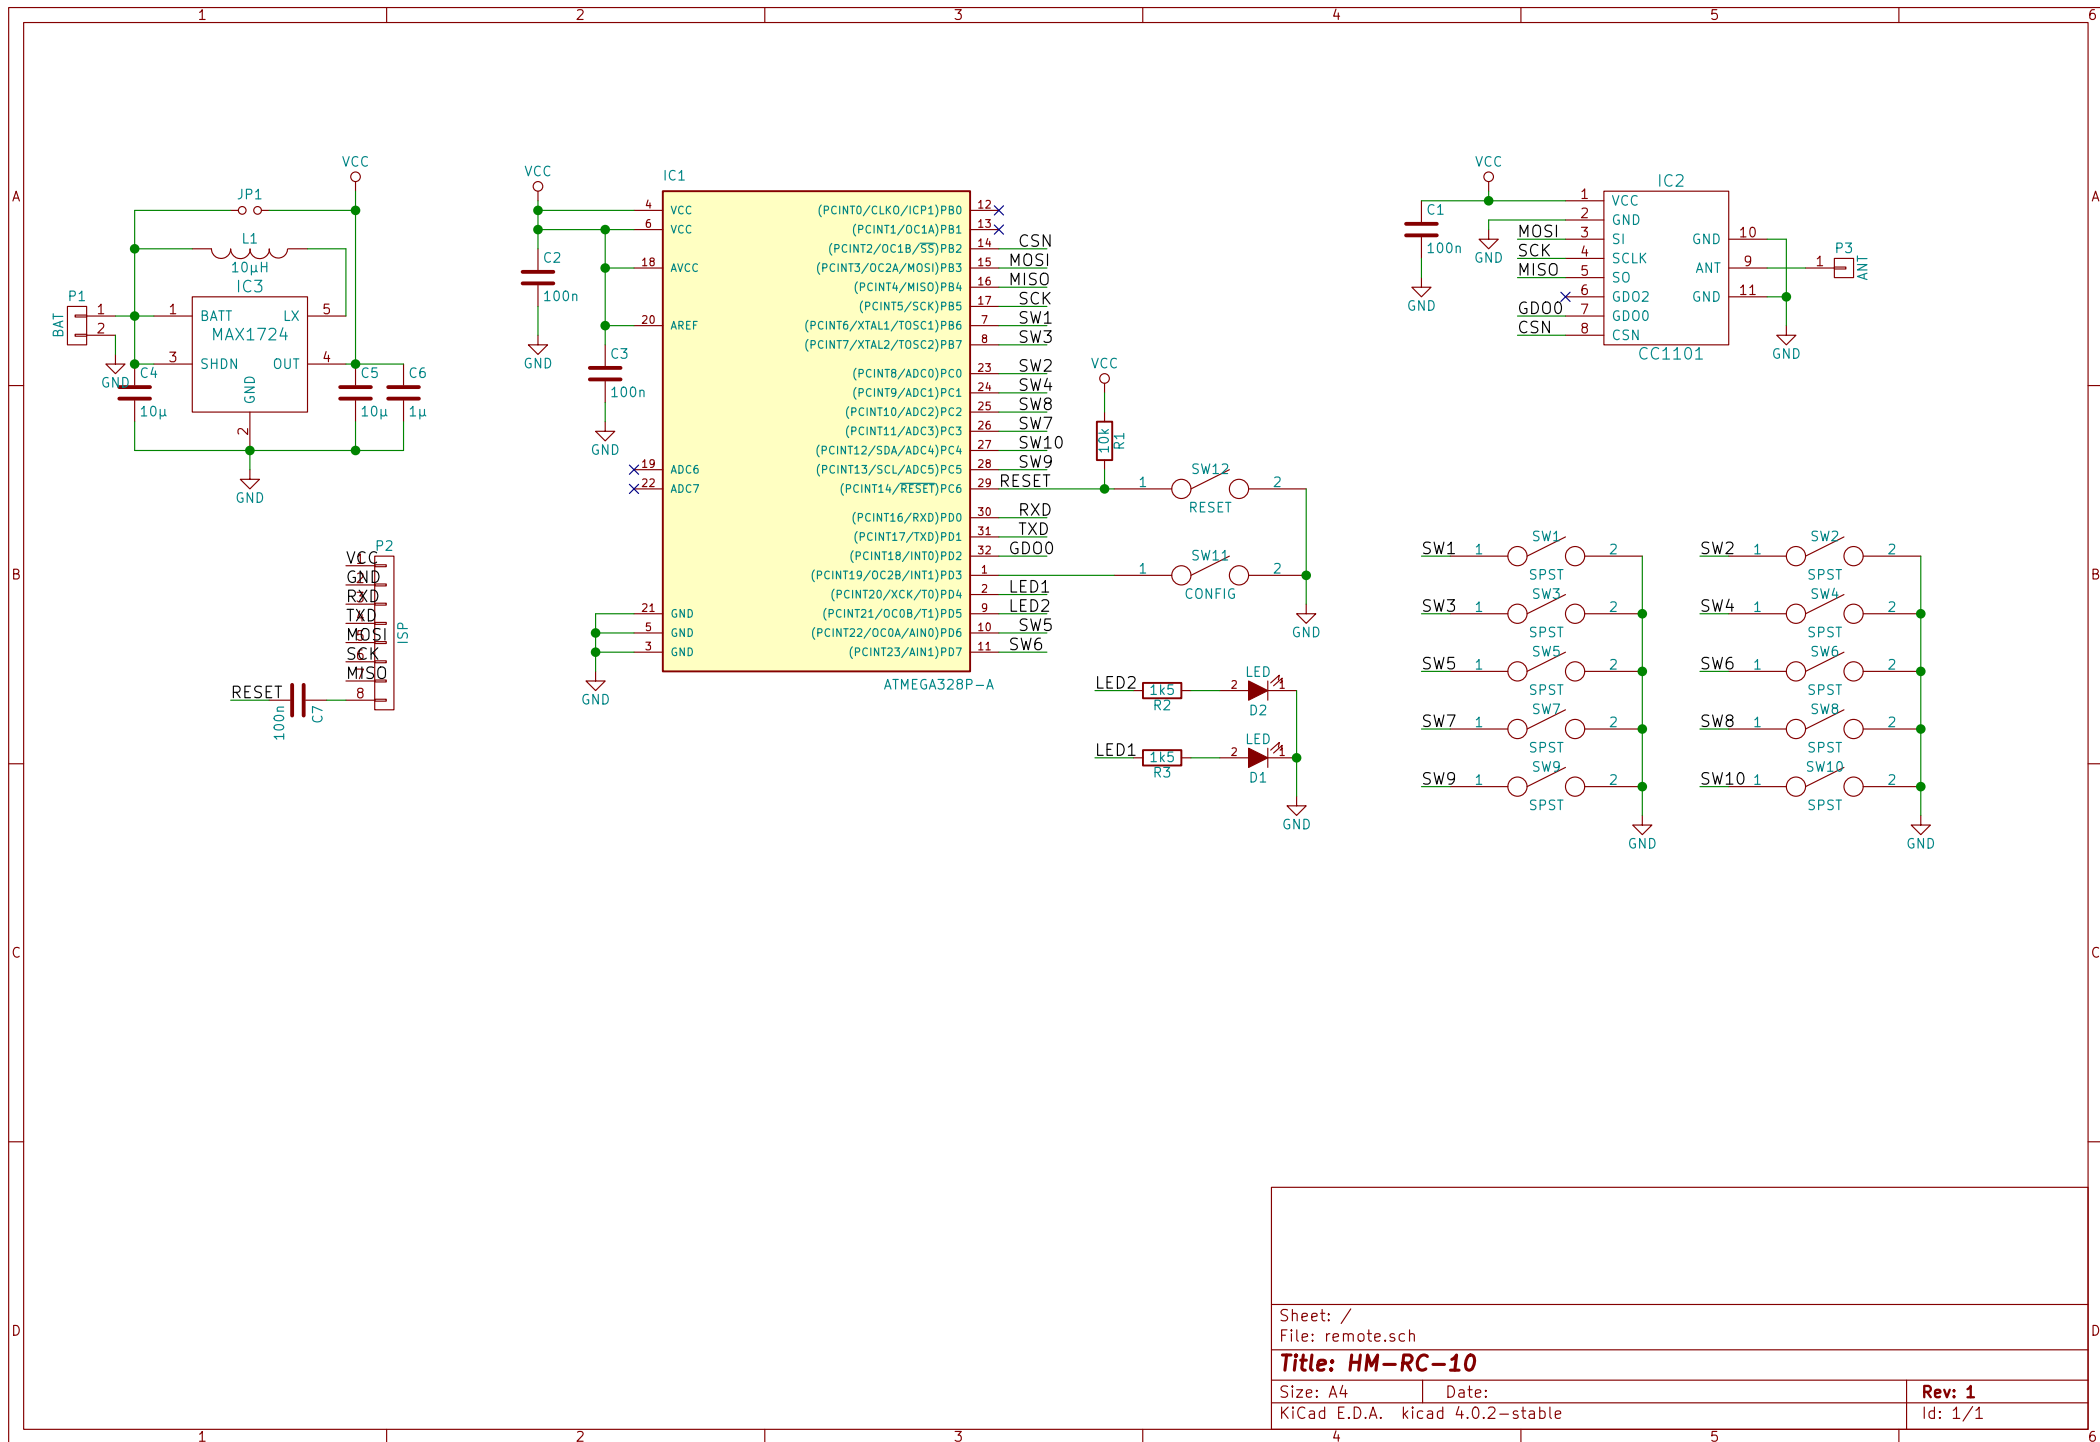 1 2 3 4 5 6
A
B
C
D
VCC
JP1
L1
10µH
IC3
MAX1724
P1
BAT
1
2
GND
1 BATT LX 5
3 SHDN OUT 4
GND
2
C4
10µ
C5
10µ
C6
1µ
GND
P2
ISP
VCC 1
GND 2
RXD 3
TXD 4
MOSI 5
SCK 6
MISO 7
RESET 8
C7
100n
VCC
C2
100n
GND
C3
100n
GND
IC1
4 VCC
6 VCC
18 AVCC
20 AREF
19 ADC6
22 ADC7
21 GND
5 GND
3 GND
GND
(PCINT0/CLKO/ICP1)PB0 12
(PCINT1/OC1A)PB1 13
(PCINT2/OC1B/SS)PB2 14 CSN
(PCINT3/OC2A/MOSI)PB3 15 MOSI
(PCINT4/MISO)PB4 16 MISO
(PCINT5/SCK)PB5 17 SCK
(PCINT6/XTAL1/TOSC1)PB6 7 SW1
(PCINT7/XTAL2/TOSC2)PB7 8 SW3
(PCINT8/ADC0)PC0 23 SW2
(PCINT9/ADC1)PC1 24 SW4
(PCINT10/ADC2)PC2 25 SW8
(PCINT11/ADC3)PC3 26 SW7
(PCINT12/SDA/ADC4)PC4 27 SW10
(PCINT13/SCL/ADC5)PC5 28 SW9
(PCINT14/RESET)PC6 29 RESET
(PCINT16/RXD)PD0 30 RXD
(PCINT17/TXD)PD1 31 TXD
(PCINT18/INT0)PD2 32 GDO0
(PCINT19/OC2B/INT1)PD3 1
(PCINT20/XCK/T0)PD4 2 LED1
(PCINT21/OC0B/T1)PD5 9 LED2
(PCINT22/OC0A/AIN0)PD6 10 SW5
(PCINT23/AIN1)PD7 11 SW6
ATMEGA328P-A
VCC
10k
R1
1 SW12 2
RESET
1 SW11 2
CONFIG
GND
LED2 1k5 2 LED 1
R2 D2
LED1 1k5 2 LED 1
R3 D1
GND
VCC
C1
100n
GND
GND
IC2
1 VCC
2 GND
MOSI 3 SI
SCK 4 SCLK
MISO 5 SO
6 GDO2
GDO0 7 GDO0
CSN 8 CSN
GND 10
ANT 9
GND 11
CC1101
1 P3
ANT
GND
SW1 1 SW1 2
SPST
SW3 1 SW3 2
SPST
SW5 1 SW5 2
SPST
SW7 1 SW7 2
SPST
SW9 1 SW9 2
SPST
GND
SW2 1 SW2 2
SPST
SW4 1 SW4 2
SPST
SW6 1 SW6 2
SPST
SW8 1 SW8 2
SPST
SW10 1 SW10 2
SPST
GND
Sheet: /
File: remote.sch
Title: HM-RC-10
Size: A4 Date: Rev: 1
KiCad E.D.A. kicad 4.0.2-stable Id: 1/1
A
B
C
D
1 2 3 4 5 6